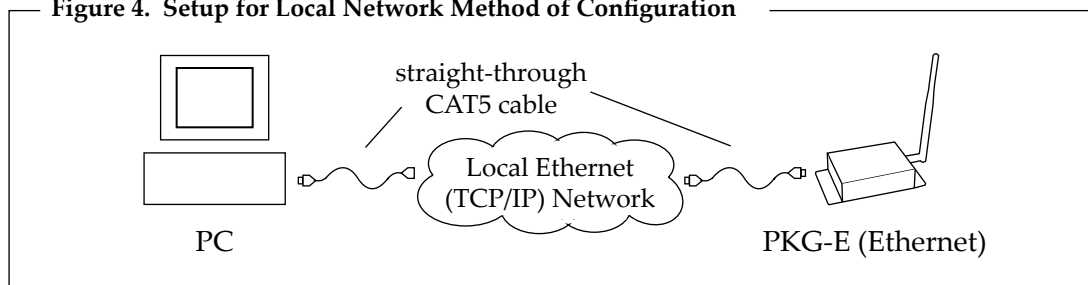 Figure 4. Setup for Local Network Method of Configuration
straight-through
CAT5 cable
Local Ethernet
(TCP/IP) Network
PC
PKG-E (Ethernet)